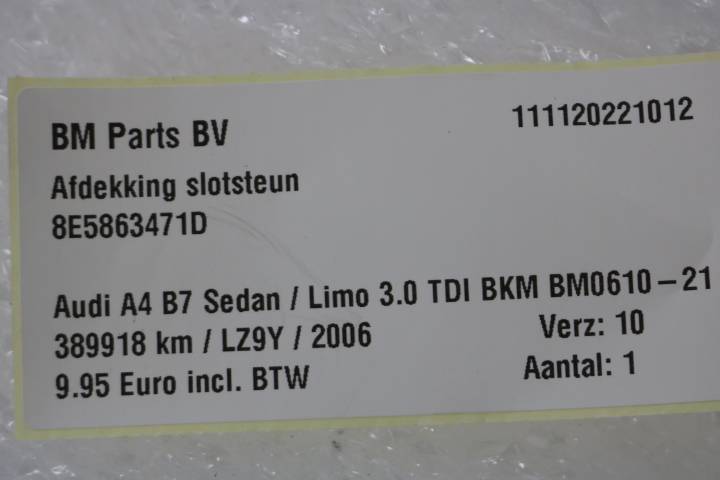 BM Parts BV 111120221012
Afdekking slotsteun
8E5863471D
Audi A4 B7 Sedan / Limo 3.0 TDI BKM BM0610-21
389918 km / LZ9Y / 2006 Verz: 10
9.95 Euro incl. BTW Aantal: 1